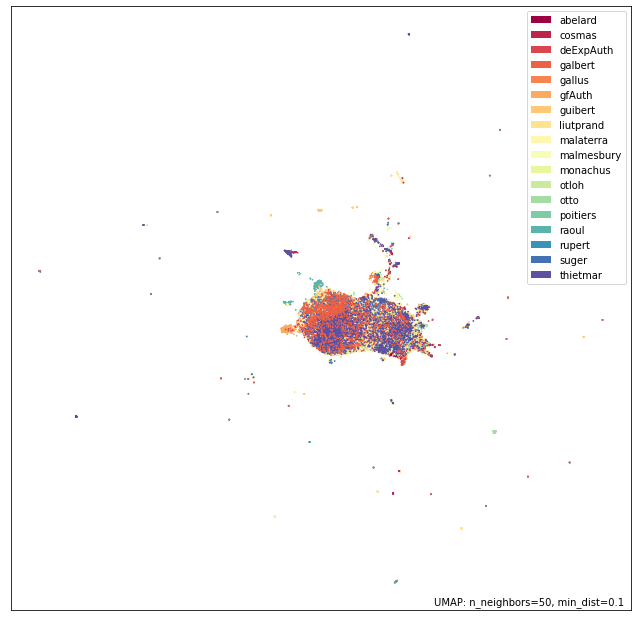 abelard
cosmas
deExpAuth
galbert
gallus
gfAuth
guibert
liutprand
malaterra
malmesbury
monachus
otloh
otto
poitiers
raoul
rupert
suger
thietmar
UMAP: n_neighbors=50, min_dist=0.1